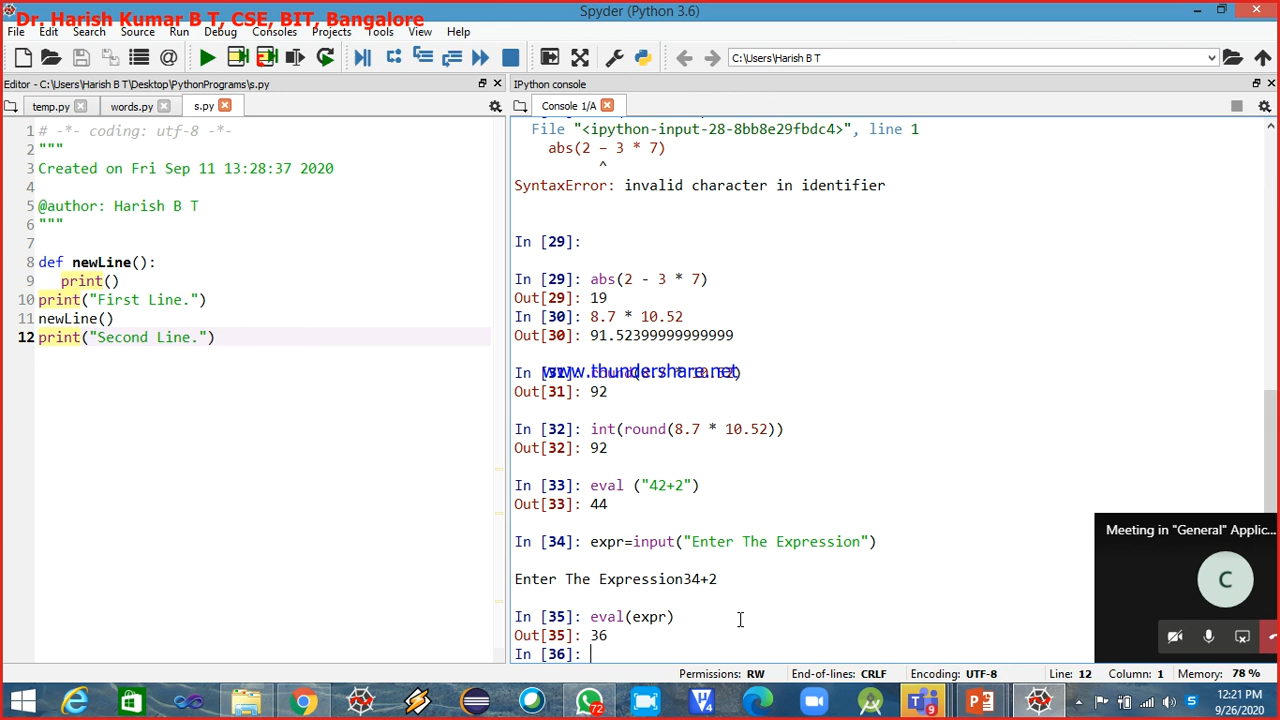 Dr. Harish Kumar B T, CSE, BIT, Bangalore
Spyder (Python 3.6)
File Edit Search Source Run Debug Consoles Projects Tools View Help
C:\Users\Harish B T
Editor - C:\Users\Harish B T\Desktop\PythonPrograms\s.py
temp.py words.py s.py
1 # -*- coding: utf-8 -*-
2 """
3 Created on Fri Sep 11 13:28:37 2020
4
5 @author: Harish B T
6 """
7
8 def newLine():
9 print()
10 print("First Line.")
11 newLine()
12 print("Second Line.")
IPython console
Console 1/A
File "<ipython-input-28-8bb8e29fbdc4>", line 1
abs(2 – 3 * 7)
^
SyntaxError: invalid character in identifier
In [29]:
In [29]: abs(2 - 3 * 7)
Out[29]: 19
In [30]: 8.7 * 10.52
Out[30]: 91.52399999999999
In [31]: round(8.7 * 10.52)
www.thundershare.net
Out[31]: 92
In [32]: int(round(8.7 * 10.52))
Out[32]: 92
In [33]: eval ("42+2")
Out[33]: 44
In [34]: expr=input("Enter The Expression")
Enter The Expression34+2
In [35]: eval(expr)
Out[35]: 36
In [36]:
Meeting in "General" Applic...
C
Permissions: RW End-of-lines: CRLF Encoding: UTF-8 Line: 12 Column: 1 Memory: 78 %
72
9
12:21 PM
9/26/2020